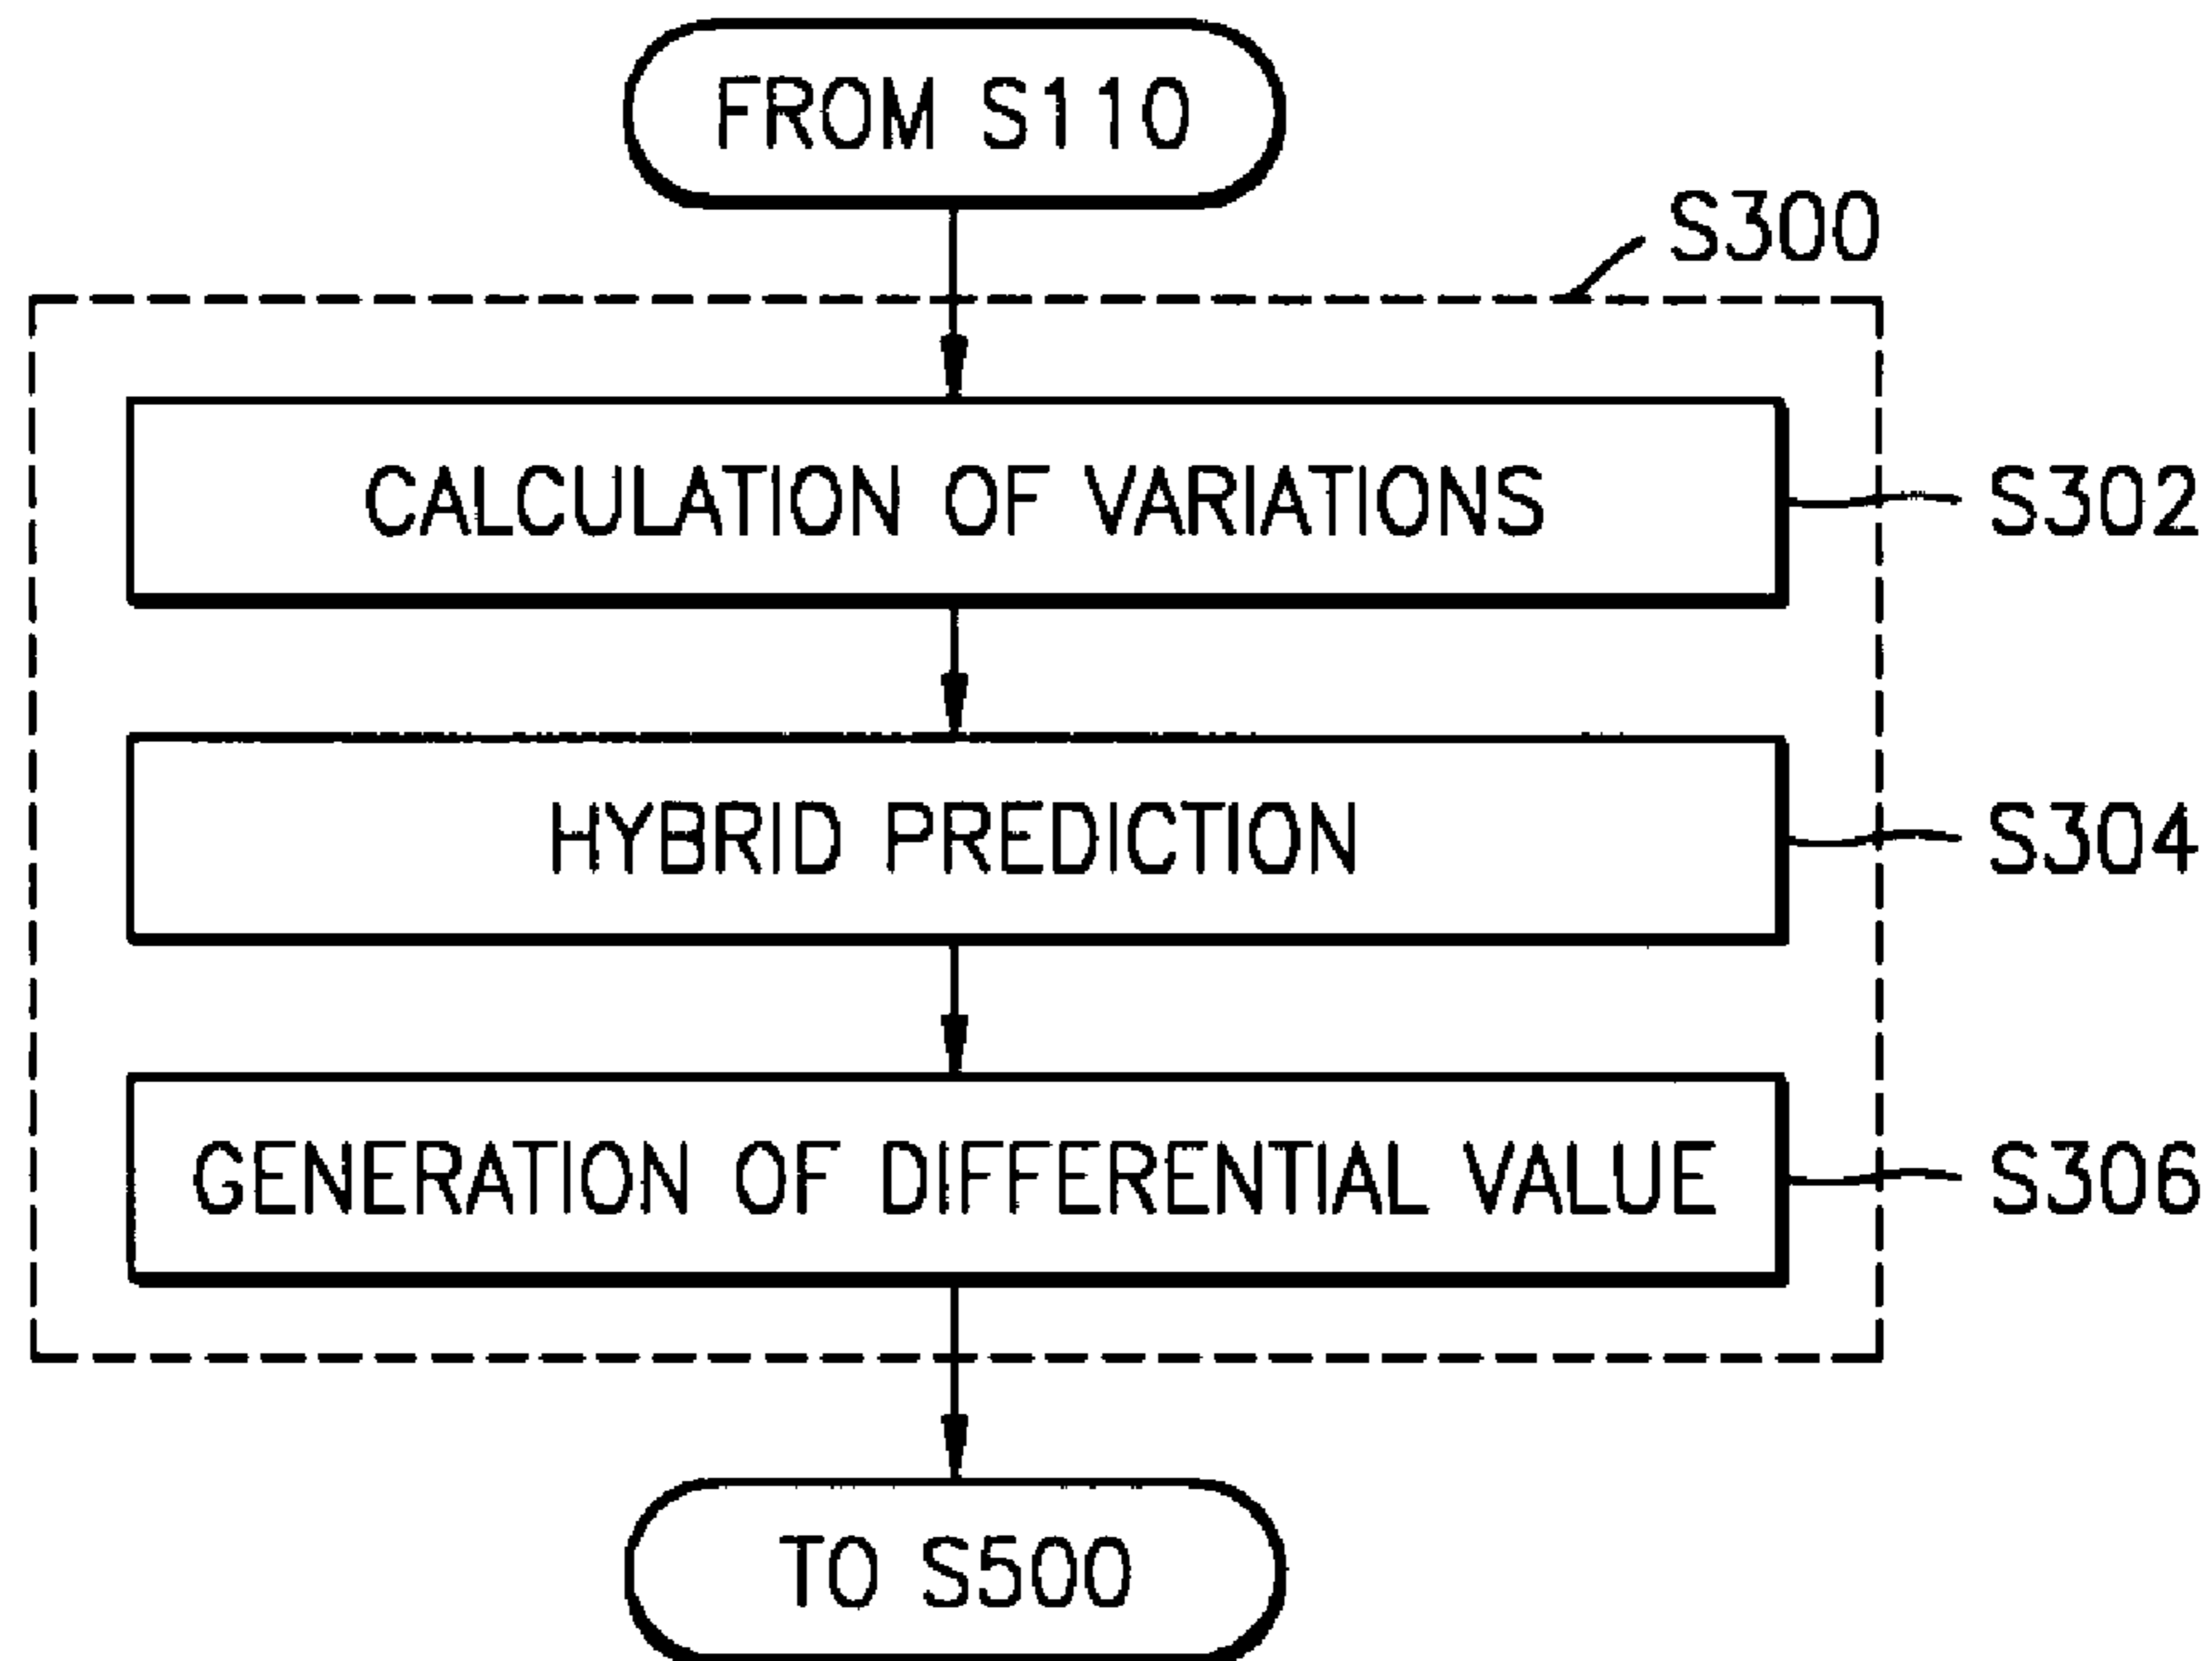 FROM S110
S300
CALCULATION OF VARIATIONS
S302
HYBRID PREDICTION
S304
GENERATION OF DIFFERENTIAL VALUE
S306
TO S500